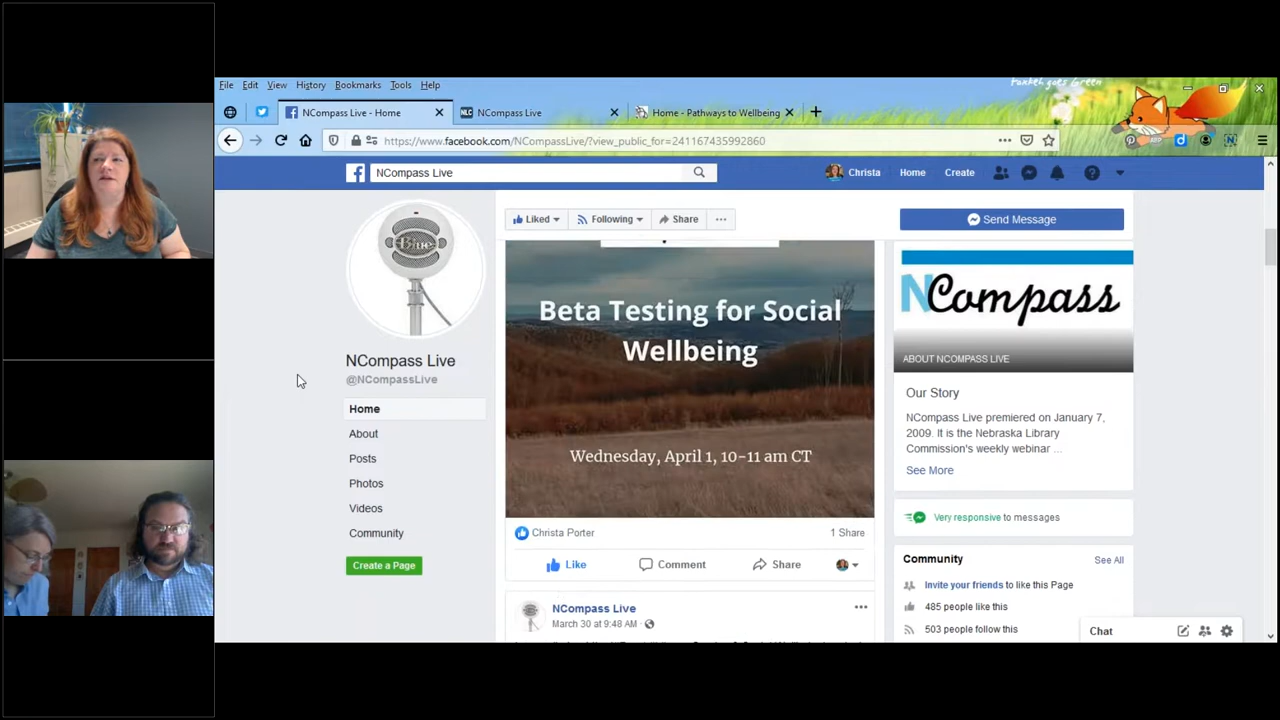 File Edit View History Bookmarks Tools Help
NCompass Live - Home
NLC NCompass Live
Home - Pathways to Wellbeing
https://www.facebook.com/NCompassLive/?view_public_for=241167435992860
NCompass Live
Christa Home Create
Liked Following Share
Send Message
Blue
NCompass Live
@NCompassLive
Home
About
Posts
Photos
Videos
Community
Create a Page
Beta Testing for Social
Wellbeing
Wednesday, April 1, 10-11 am CT
Christa Porter 1 Share
Like Comment Share
NCompass Live
March 30 at 9:48 AM
NCompass
ABOUT NCOMPASS LIVE
Our Story
NCompass Live premiered on January 7,
2009. It is the Nebraska Library
Commission's weekly webinar ...
See More
Very responsive to messages
Community See All
Invite your friends to like this Page
485 people like this
503 people follow this
Chat